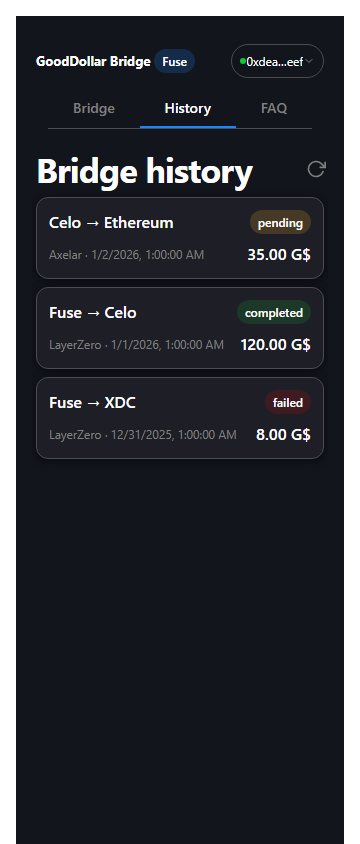 GoodDollar Bridge Fuse 0xdea...eef
Bridge History FAQ
Bridge history
Celo → Ethereum pending
Axelar · 1/2/2026, 1:00:00 AM 35.00 G$
Fuse → Celo completed
LayerZero · 1/1/2026, 1:00:00 AM 120.00 G$
Fuse → XDC failed
LayerZero · 12/31/2025, 1:00:00 AM 8.00 G$